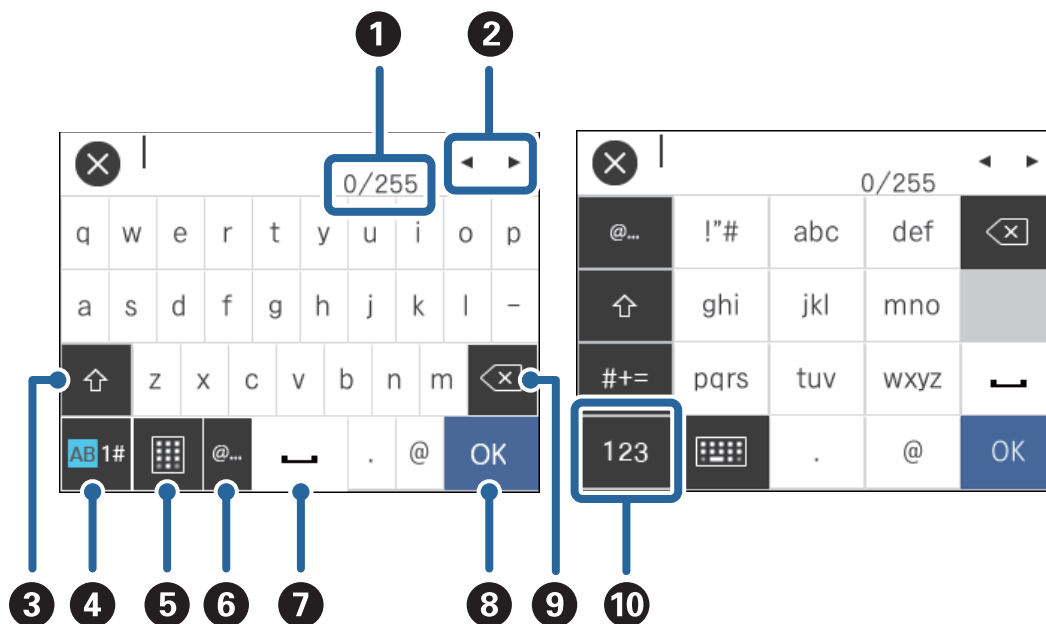 1 2
0/255
q w e r t y u i o p
a s d f g h j k l -
z x c v b n m
AB 1# @... . @ OK
0/255
@... !"# abc def
ghi jkl mno
#+= pqrs tuv wxyz
123 . @ OK
3 4 5 6 7 8 9 10